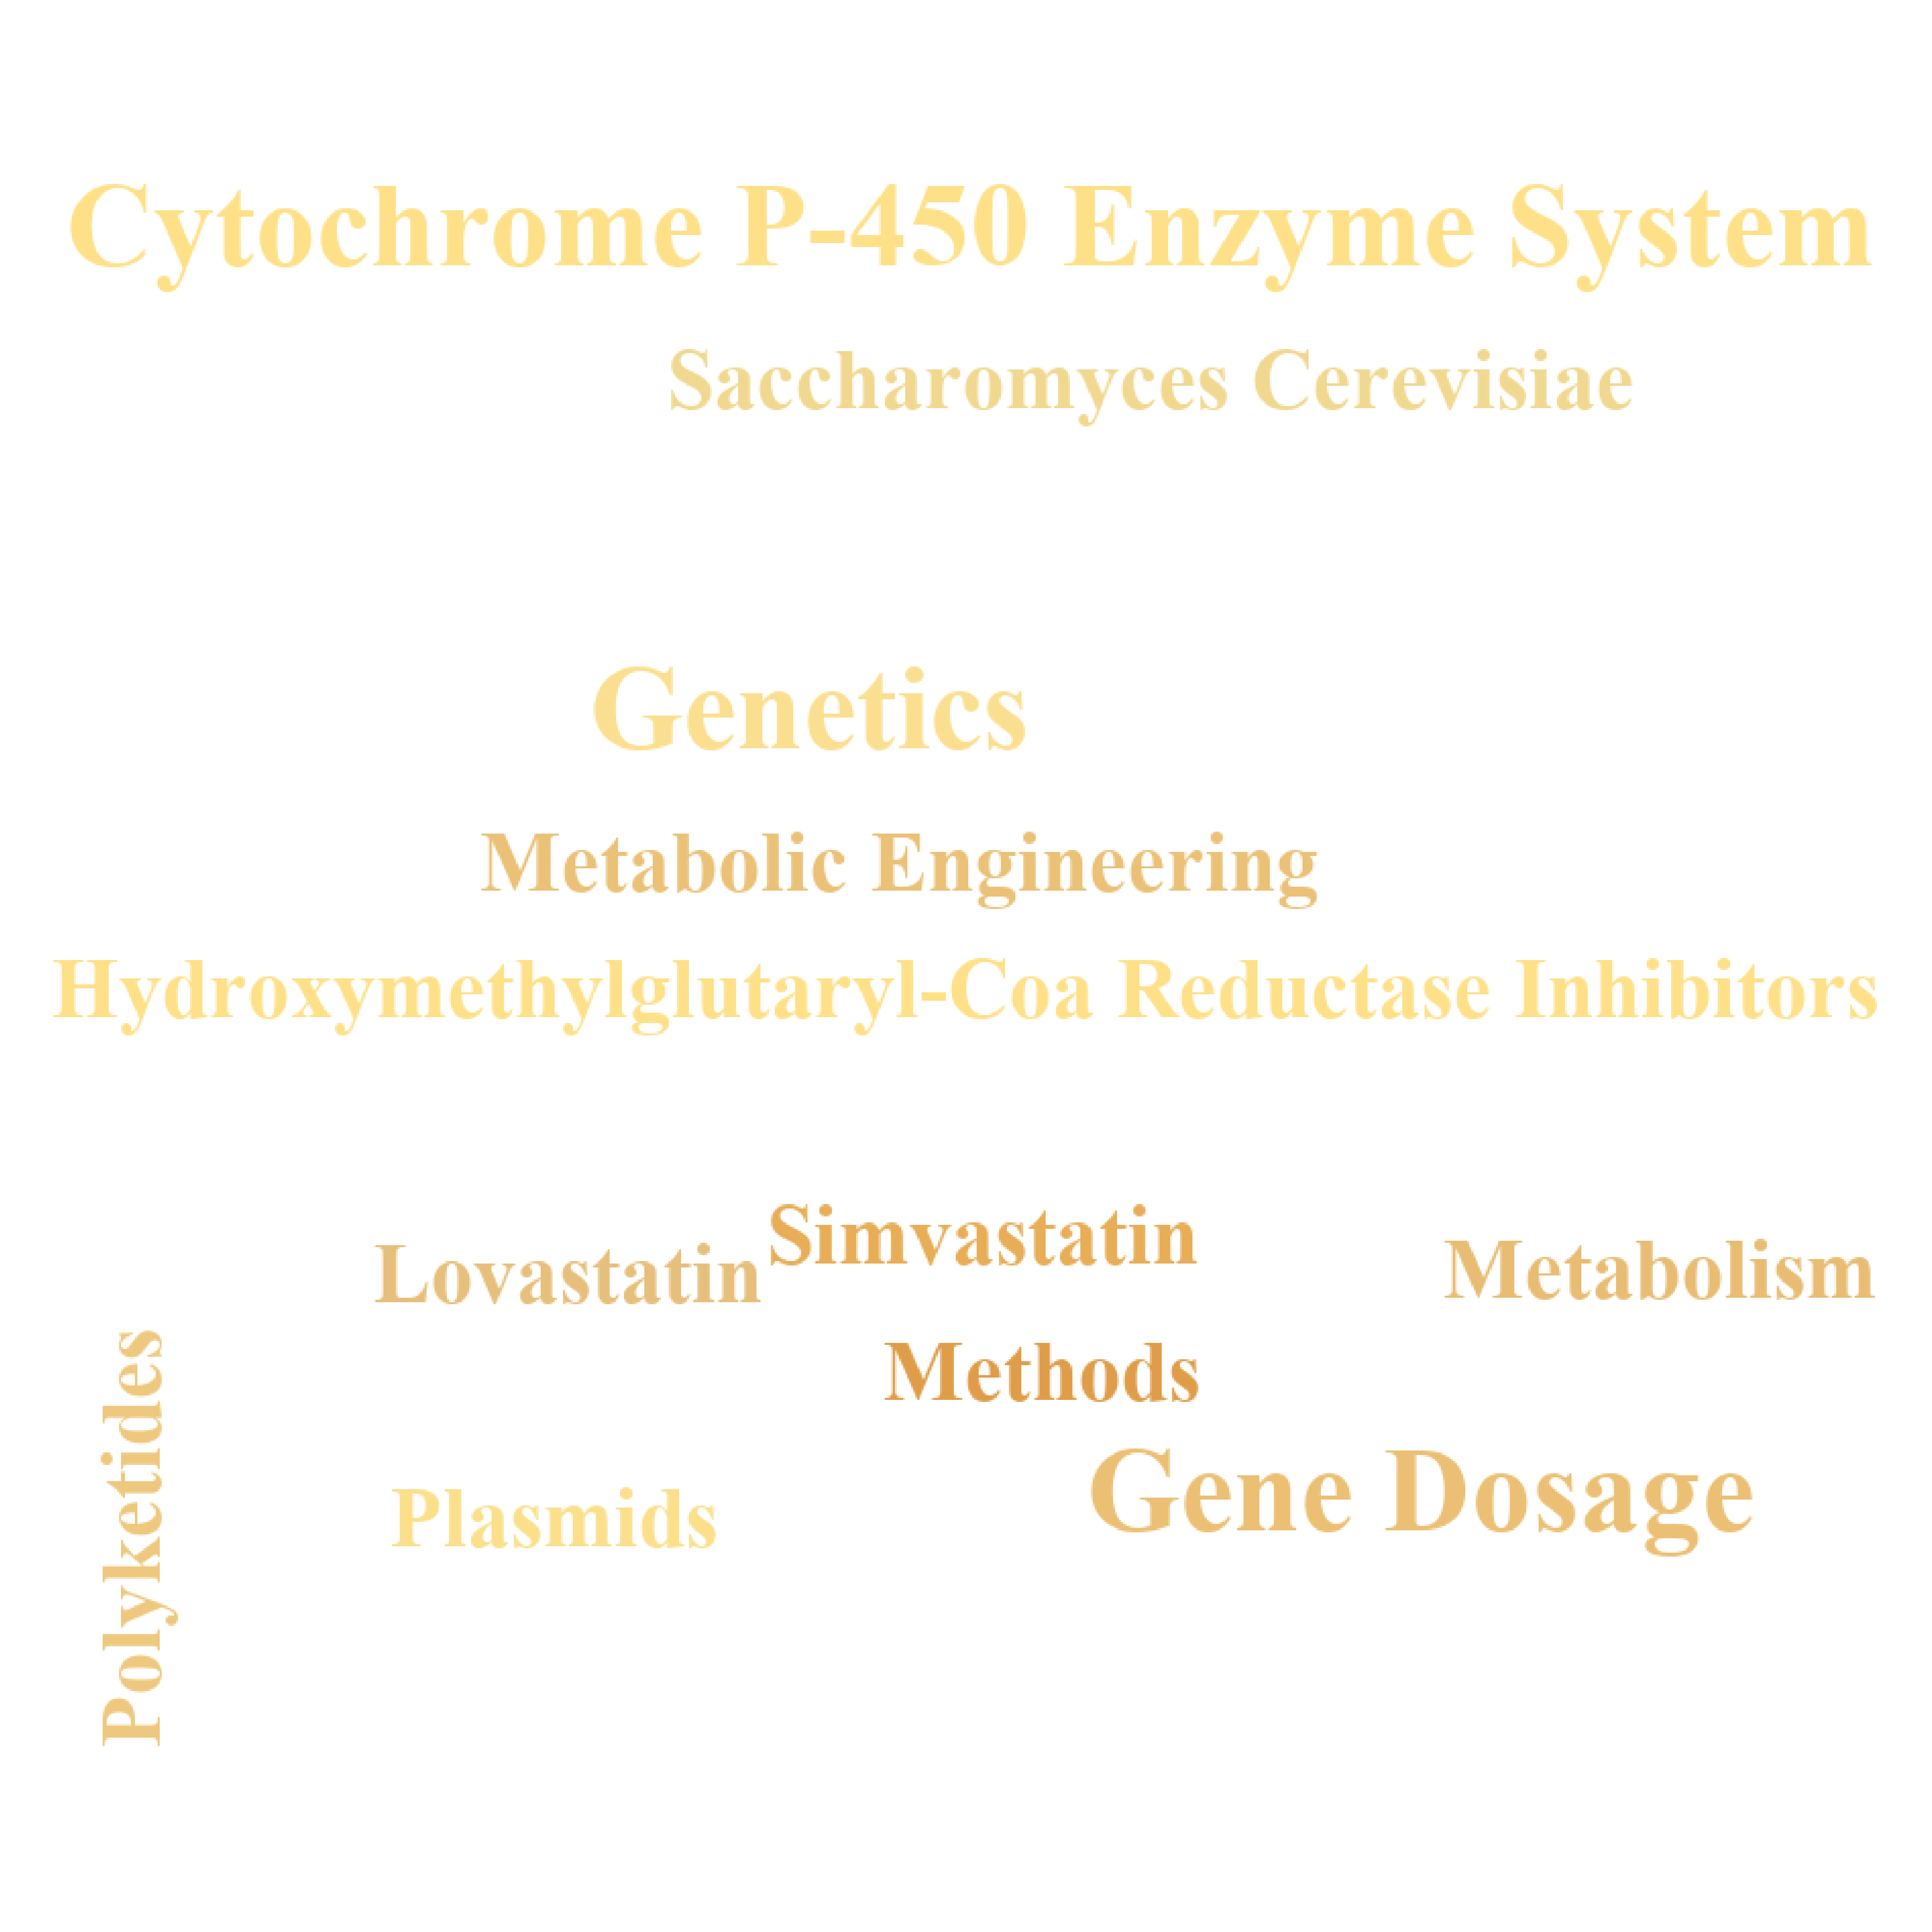 Cytochrome P-450 Enzyme System
Saccharomyces Cerevisiae
Genetics
Metabolic Engineering
Hydroxymethylglutaryl-Coa Reductase Inhibitors
Simvastatin
Lovastatin
Metabolism
Methods
Polyketides
Gene Dosage
Plasmids